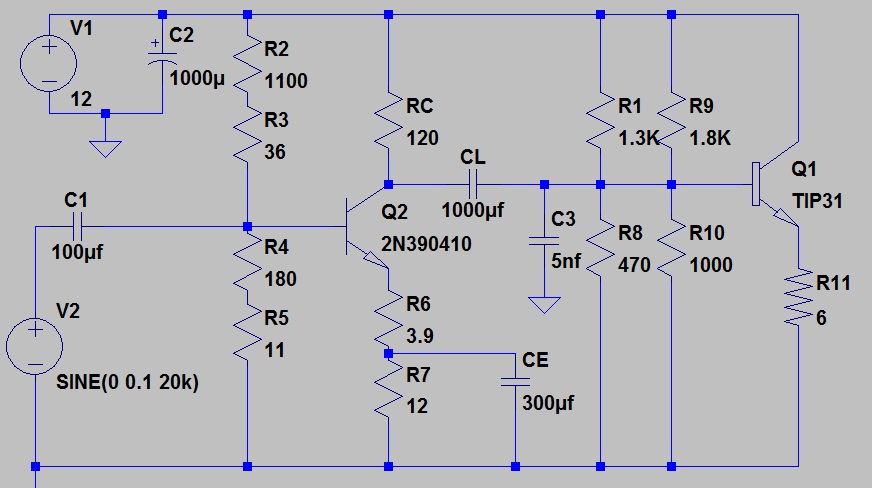 V1
12
C2
1000µ
R2
1100
R3
36
RC
120
R1
1.3K
R9
1.8K
Q1
TIP31
CL
1000µf
C1
100µf
Q2
2N390410
C3
5nf
R4
180
R8
470
R10
1000
R11
6
V2
SINE(0 0.1 20k)
R5
11
R6
3.9
R7
12
CE
300µf